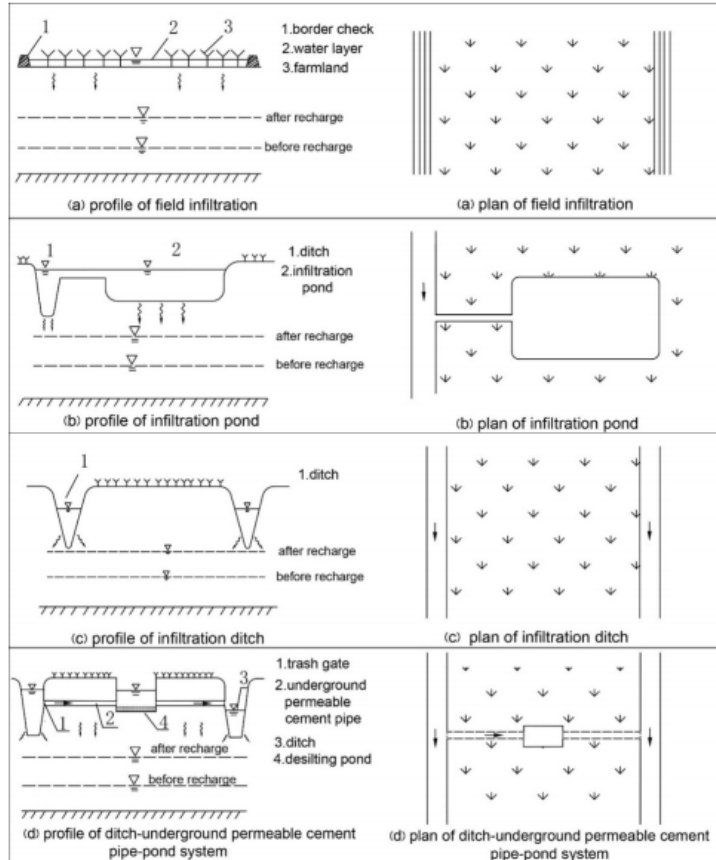 1
2
3
1.border check
2.water layer
3.farmland
after recharge
before recharge
(a) profile of field infiltration
(a) plan of field infiltration
1
2
1.ditch
2.infiltration
pond
after recharge
before recharge
(b) profile of infiltration pond
(b) plan of infiltration pond
1
1.ditch
after recharge
before recharge
(c) profile of infiltration ditch
(c) plan of infiltration ditch
3
1
2
4
1.trash gate
2.underground
permeable
cement pipe
3.ditch
4.desilting pond
after recharge
before recharge
(d) profile of ditch-underground permeable cement
pipe-pond system
(d) plan of ditch-underground permeable cement
pipe-pond system